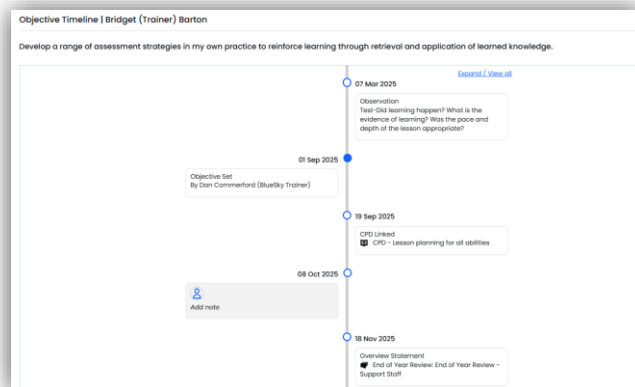 Objective Timeline | Bridget (Trainer) Barton
Develop a range of assessment strategies in my own practice to reinforce learning through retrieval and application of learned knowledge.
Expand / View all
07 Mar 2025
Observation
Test-Did learning happen? What is the
evidence of learning? Was the pace and
depth of the lesson appropriate?
01 Sep 2025
Objective Set
By Dan Commerford (BlueSky Trainer)
19 Sep 2025
CPD Linked
CPD - Lesson planning for all abilities
08 Oct 2025
Add note
18 Nov 2025
Overview Statement
End of Year Review: End of Year Review -
Support Staff